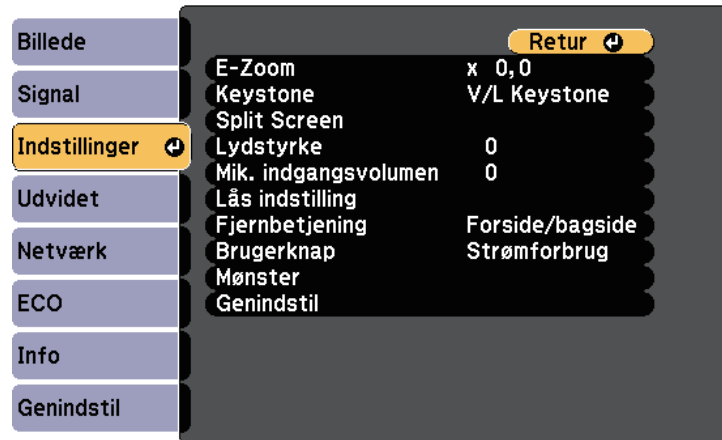 Billede
Signal
Indstillinger
Udvidet
Netværk
ECO
Info
Genindstil
Retur
E-Zoom x 0,0
Keystone V/L Keystone
Split Screen
Lydstyrke 0
Mik. indgangsvolumen 0
Lås indstilling
Fjernbetjening Forside/bagside
Brugerknap Strømforbrug
Mønster
Genindstil